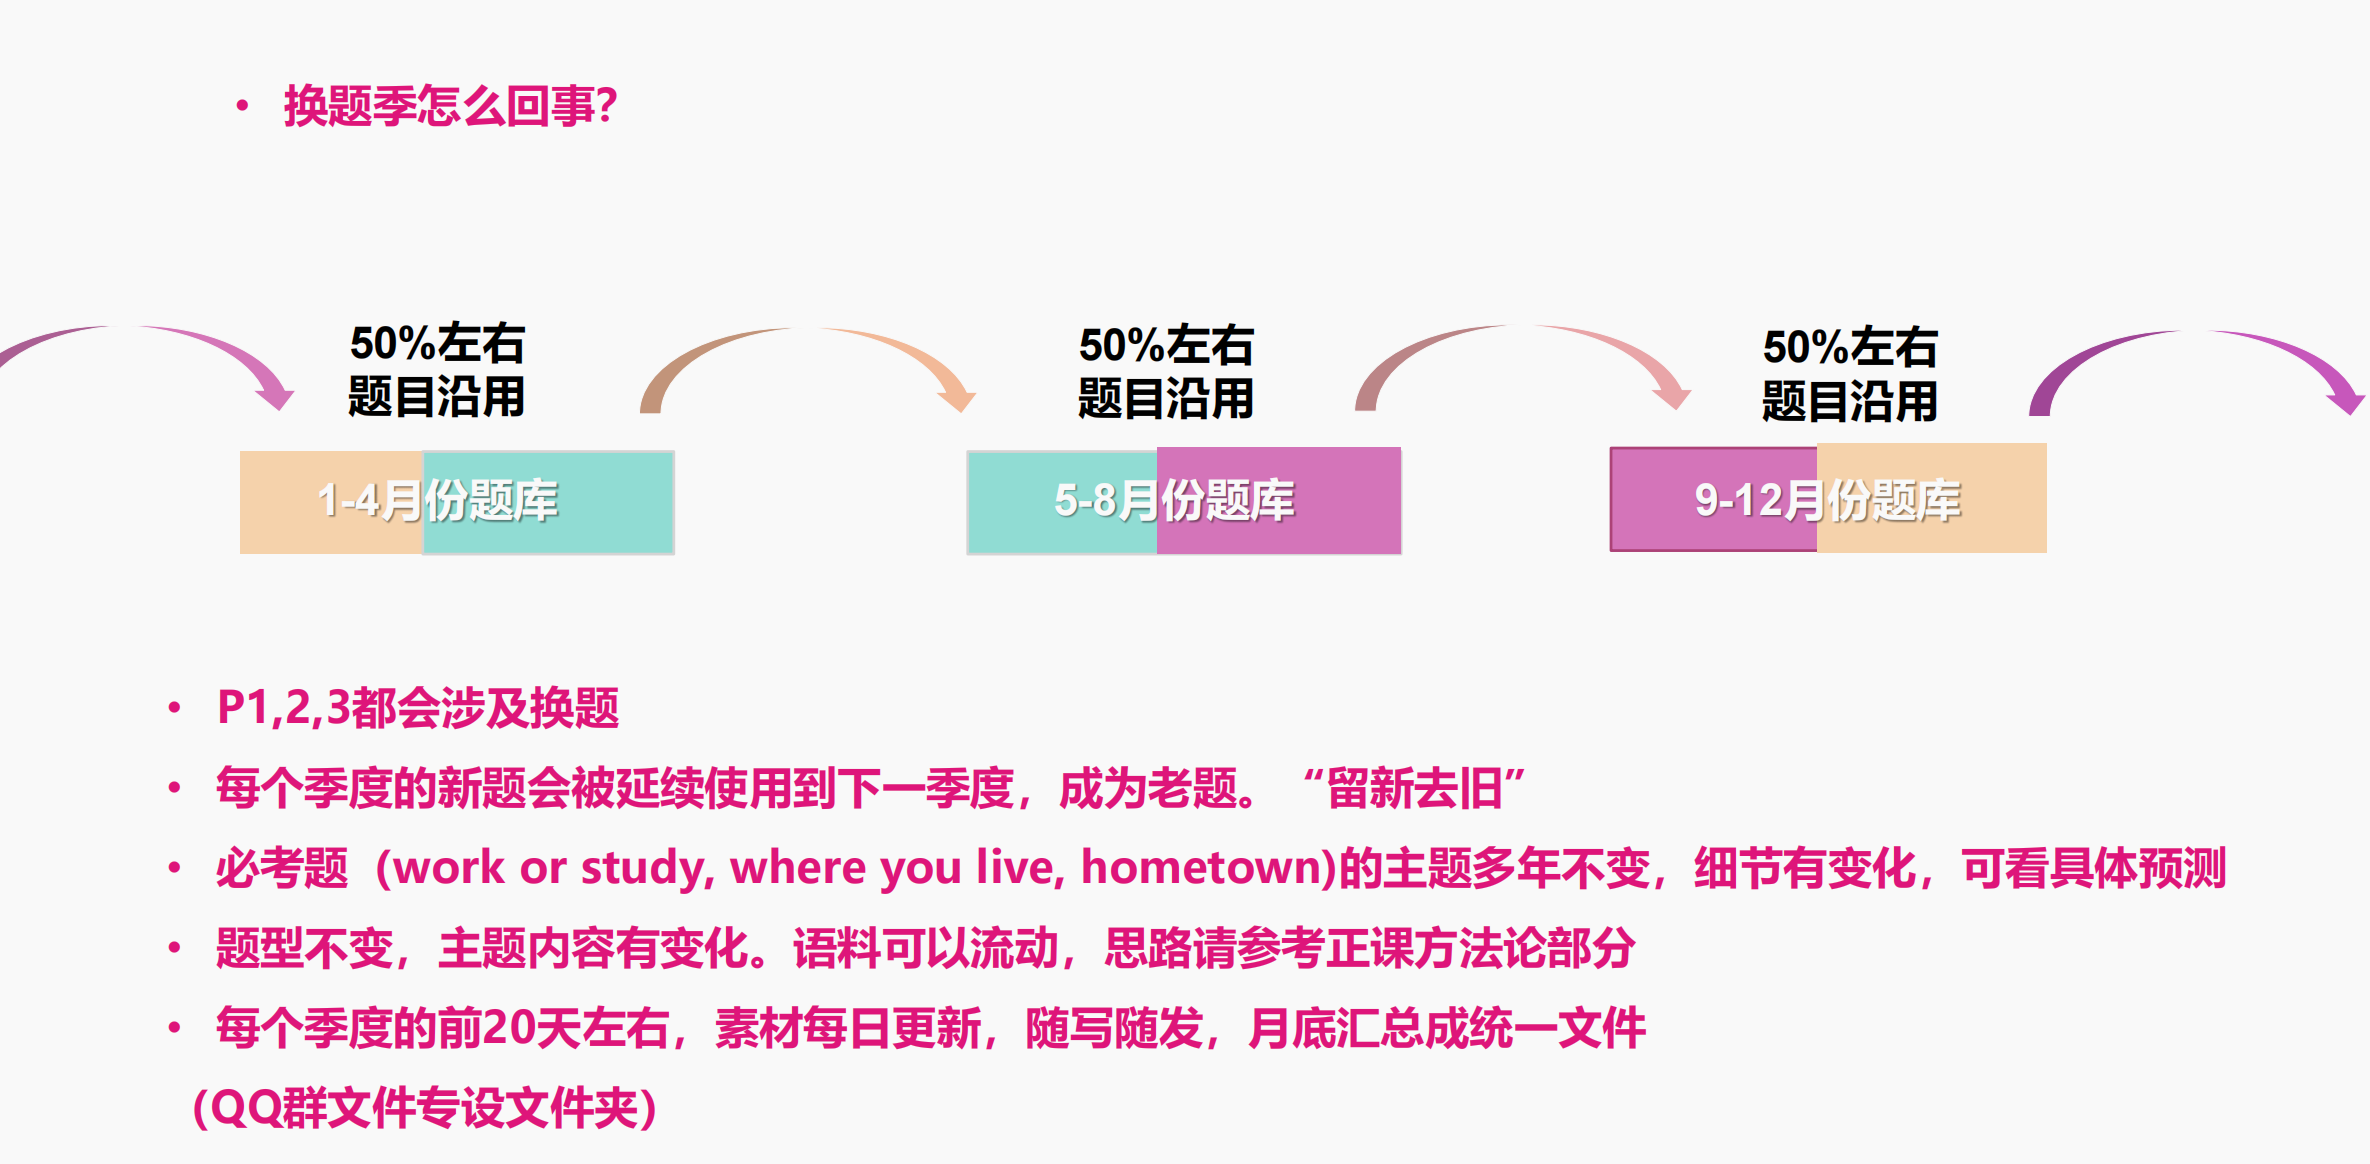 • 换题季怎么回事?
50%左右
题目沿用
50%左右
题目沿用
50%左右
题目沿用
1-4月份题库
5-8月份题库
9-12月份题库
• P1,2,3都会涉及换题
• 每个季度的新题会被延续使用到下一季度，成为老题。“留新去旧”
• 必考题（work or study, where you live, hometown)的主题多年不变，细节有变化，可看具体预测
• 题型不变，主题内容有变化。语料可以流动，思路请参考正课方法论部分
• 每个季度的前20天左右，素材每日更新，随写随发，月底汇总成统一文件
（QQ群文件专设文件夹）